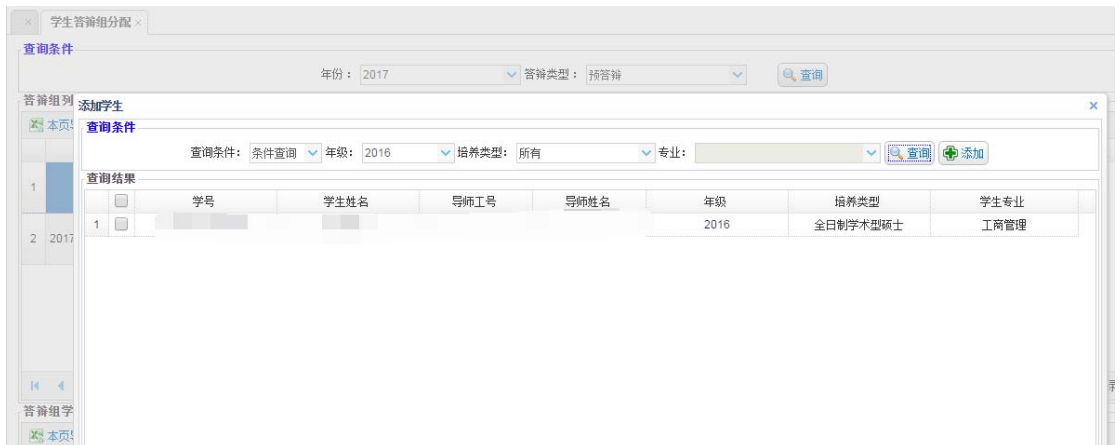 学生答辩组分配
查询条件
年份: 2017 答辩类型: 预答辩 查询
答辩组列
本页
1
2 2017
答辩组学
本页
添加学生
查询条件
查询条件: 条件查询 年级: 2016 培养类型: 所有 专业: 查询 添加
查询结果
学号 学生姓名 导师工号 导师姓名 年级 培养类型 学生专业
1 2016 全日制学术型硕士 工商管理